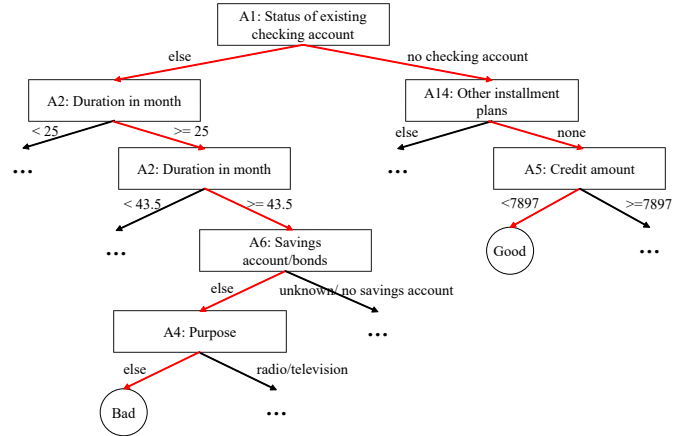 A1: Status of existing
checking account
else
no checking account
A2: Duration in month
A14: Other installment
plans
< 25
>= 25
else
none
...
...
A2: Duration in month
A5: Credit amount
< 43.5
>= 43.5
<7897
>=7897
...
A6: Savings
account/bonds
Good
...
else
unknown/ no savings account
A4: Purpose
...
else
radio/television
Bad
...